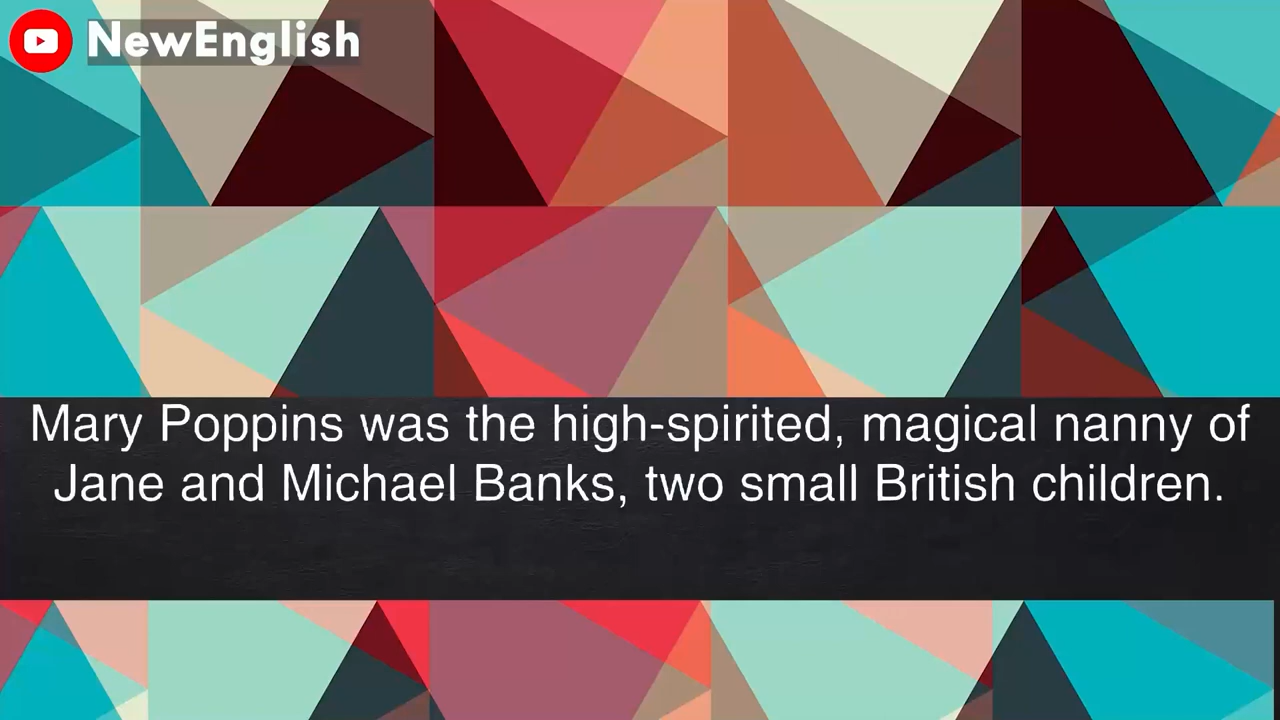 NewEnglish
Mary Poppins was the high-spirited, magical nanny of
Jane and Michael Banks, two small British children.